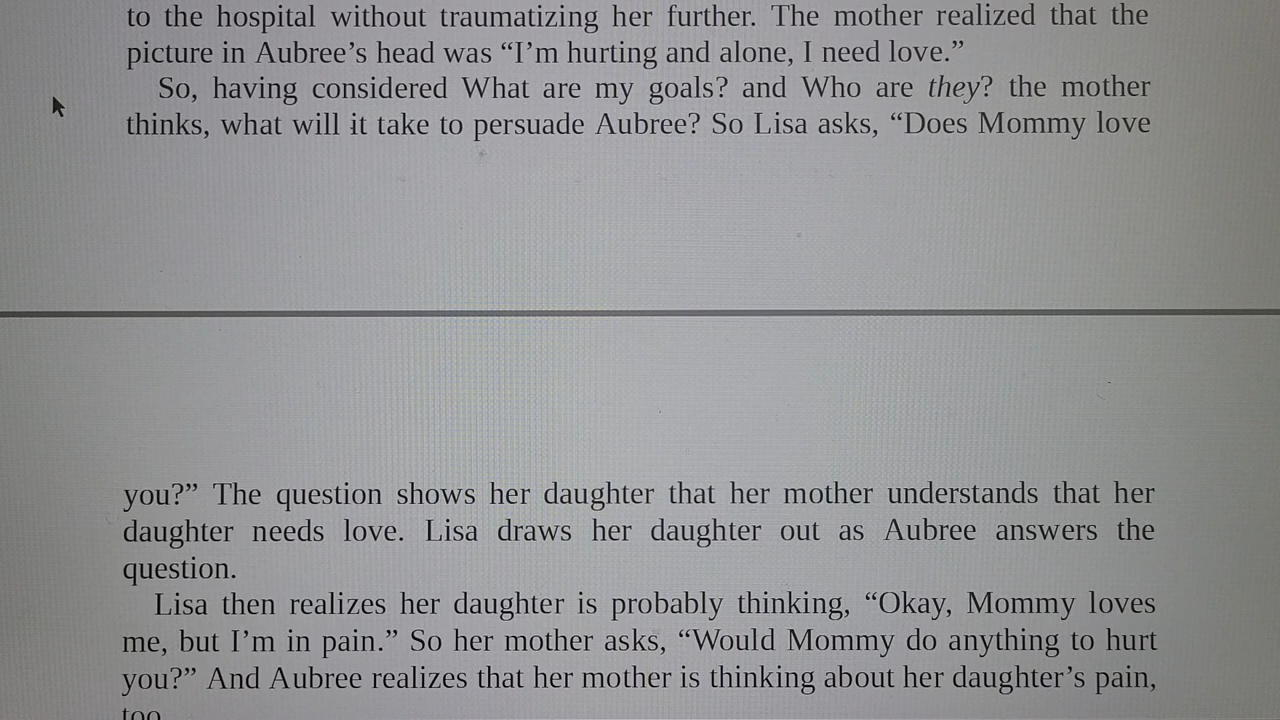 to the hospital without traumatizing her further. The mother realized that the
picture in Aubree’s head was “I’m hurting and alone, I need love.”
So, having considered What are my goals? and Who are they? the mother
thinks, what will it take to persuade Aubree? So Lisa asks, “Does Mommy love
you?” The question shows her daughter that her mother understands that her
daughter needs love. Lisa draws her daughter out as Aubree answers the
question.
Lisa then realizes her daughter is probably thinking, “Okay, Mommy loves
me, but I’m in pain.” So her mother asks, “Would Mommy do anything to hurt
you?” And Aubree realizes that her mother is thinking about her daughter’s pain,
too.